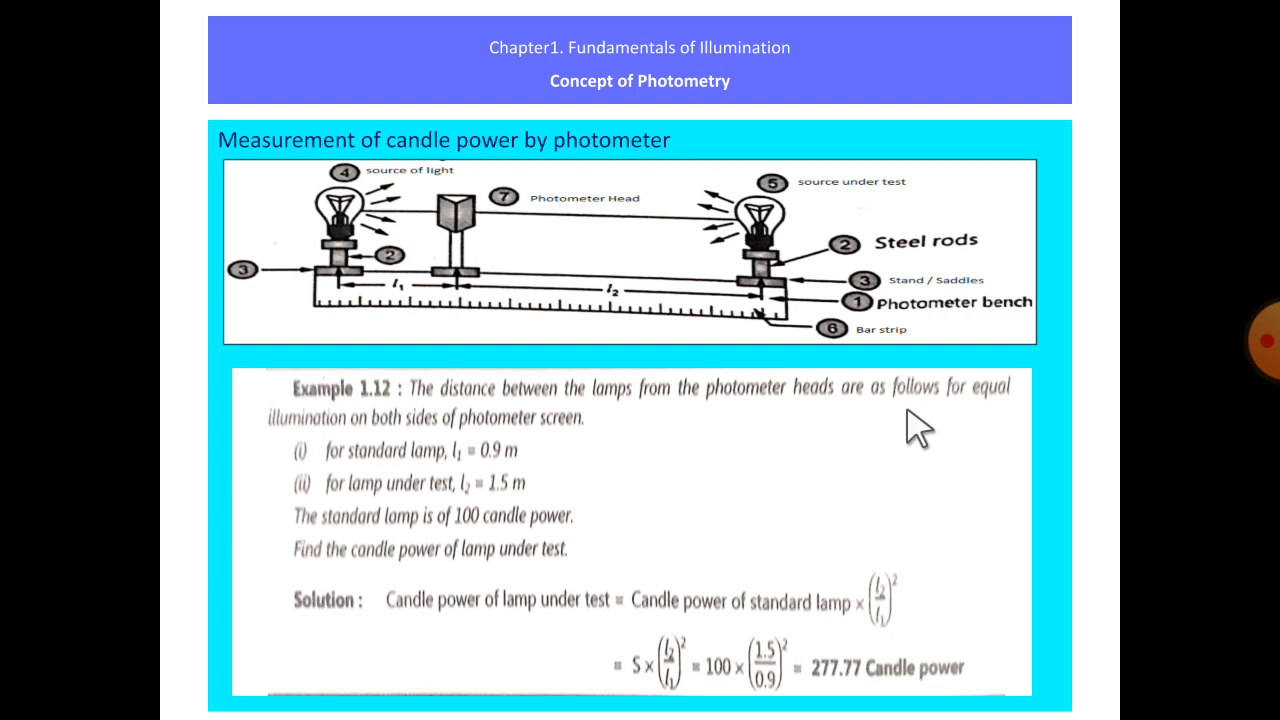 Chapter1. Fundamentals of Illumination
Concept of Photometry
Measurement of candle power by photometer
4 source of light
5 source under test
7 Photometer Head
2
2 Steel rods
3
3 Stand / Saddles
l₁
l₂
1 Photometer bench
6 Bar strip
Example 1.12 : The distance between the lamps from the photometer heads are as follows for equal
illumination on both sides of photometer screen.
(i) for standard lamp, l₁ = 0.9 m
(ii) for lamp under test, l₂ = 1.5 m
The standard lamp is of 100 candle power.
Find the candle power of lamp under test.
Solution : Candle power of lamp under test = Candle power of standard lamp × (l₂/l₁)²
= S × (l₂/l₁)² = 100 × (1.5/0.9)² = 277.77 Candle power